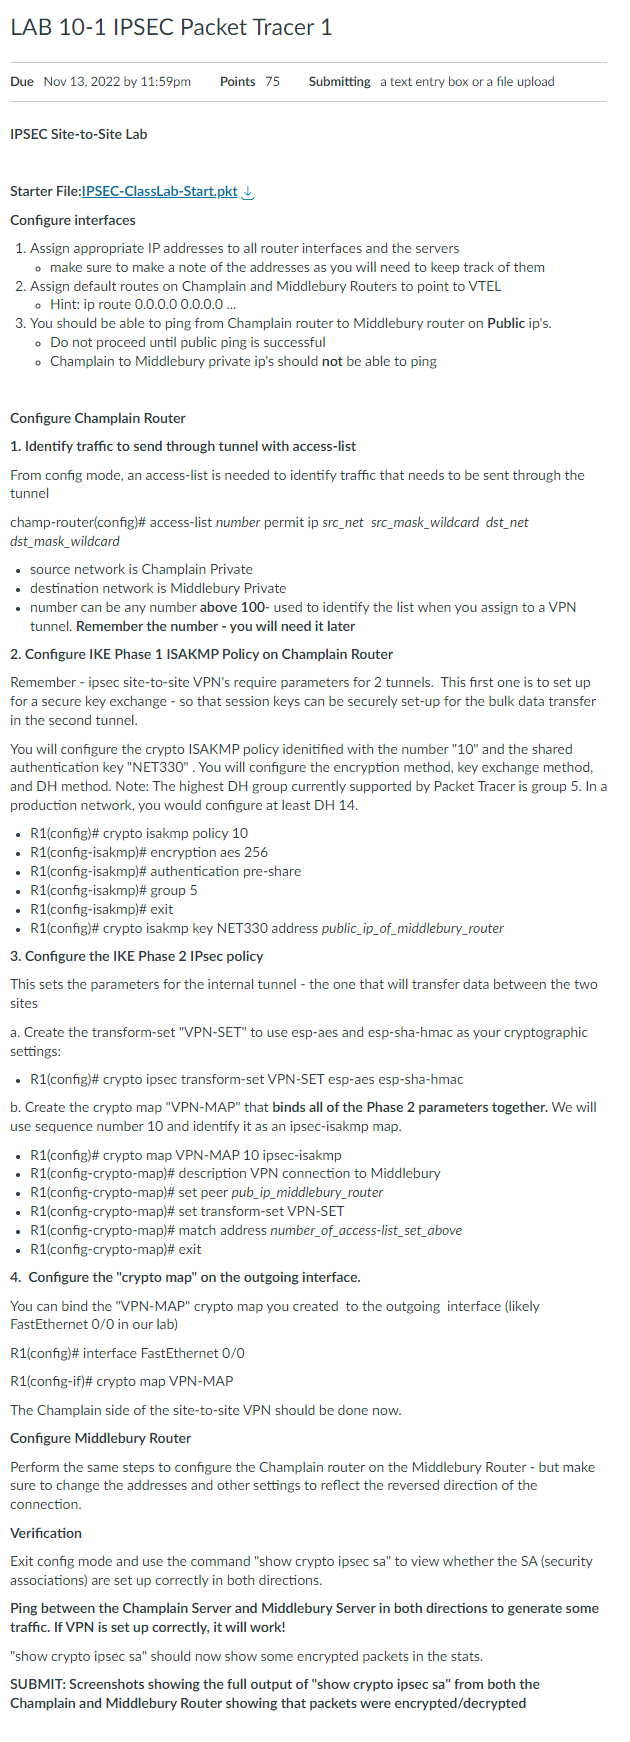 LAB 10-1 IPSEC Packet Tracer 1
Due Nov 13, 2022 by 11:59pm Points 75 Submitting a text entry box or a file upload
IPSEC Site-to-Site Lab
Starter File:IPSEC-ClassLab-Start.pkt
Configure interfaces
1. Assign appropriate IP addresses to all router interfaces and the servers
◦ make sure to make a note of the addresses as you will need to keep track of them
2. Assign default routes on Champlain and Middlebury Routers to point to VTEL
◦ Hint: ip route 0.0.0.0 0.0.0.0 ...
3. You should be able to ping from Champlain router to Middlebury router on Public ip's.
◦ Do not proceed until public ping is successful
◦ Champlain to Middlebury private ip's should not be able to ping
Configure Champlain Router
1. Identify traffic to send through tunnel with access-list
From config mode, an access-list is needed to identify traffic that needs to be sent through the
tunnel
champ-router(config)# access-list number permit ip src_net src_mask_wildcard dst_net
dst_mask_wildcard
• source network is Champlain Private
• destination network is Middlebury Private
• number can be any number above 100- used to identify the list when you assign to a VPN
tunnel. Remember the number - you will need it later
2. Configure IKE Phase 1 ISAKMP Policy on Champlain Router
Remember - ipsec site-to-site VPN's require parameters for 2 tunnels. This first one is to set up
for a secure key exchange - so that session keys can be securely set-up for the bulk data transfer
in the second tunnel.
You will configure the crypto ISAKMP policy idenitified with the number "10" and the shared
authentication key "NET330" . You will configure the encryption method, key exchange method,
and DH method. Note: The highest DH group currently supported by Packet Tracer is group 5. In a
production network, you would configure at least DH 14.
• R1(config)# crypto isakmp policy 10
• R1(config-isakmp)# encryption aes 256
• R1(config-isakmp)# authentication pre-share
• R1(config-isakmp)# group 5
• R1(config-isakmp)# exit
• R1(config)# crypto isakmp key NET330 address public_ip_of_middlebury_router
3. Configure the IKE Phase 2 IPsec policy
This sets the parameters for the internal tunnel - the one that will transfer data between the two
sites
a. Create the transform-set "VPN-SET" to use esp-aes and esp-sha-hmac as your cryptographic
settings:
• R1(config)# crypto ipsec transform-set VPN-SET esp-aes esp-sha-hmac
b. Create the crypto map "VPN-MAP" that binds all of the Phase 2 parameters together. We will
use sequence number 10 and identify it as an ipsec-isakmp map.
• R1(config)# crypto map VPN-MAP 10 ipsec-isakmp
• R1(config-crypto-map)# description VPN connection to Middlebury
• R1(config-crypto-map)# set peer pub_ip_middlebury_router
• R1(config-crypto-map)# set transform-set VPN-SET
• R1(config-crypto-map)# match address number_of_access-list_set_above
• R1(config-crypto-map)# exit
4. Configure the "crypto map" on the outgoing interface.
You can bind the "VPN-MAP" crypto map you created to the outgoing interface (likely
FastEthernet 0/0 in our lab)
R1(config)# interface FastEthernet 0/0
R1(config-if)# crypto map VPN-MAP
The Champlain side of the site-to-site VPN should be done now.
Configure Middlebury Router
Perform the same steps to configure the Champlain router on the Middlebury Router - but make
sure to change the addresses and other settings to reflect the reversed direction of the
connection.
Verification
Exit config mode and use the command "show crypto ipsec sa" to view whether the SA (security
associations) are set up correctly in both directions.
Ping between the Champlain Server and Middlebury Server in both directions to generate some
traffic. If VPN is set up correctly, it will work!
"show crypto ipsec sa" should now show some encrypted packets in the stats.
SUBMIT: Screenshots showing the full output of "show crypto ipsec sa" from both the
Champlain and Middlebury Router showing that packets were encrypted/decrypted